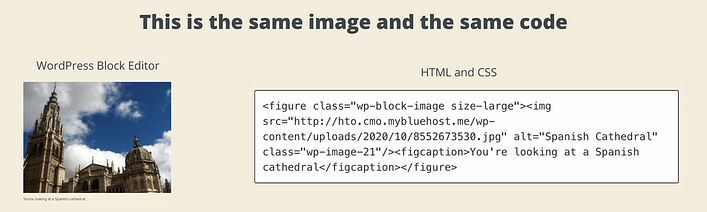 This is the same image and the same code
WordPress Block Editor
You're looking at a Spanish cathedral
HTML and CSS
<figure class="wp-block-image size-large"><img
src="http://hto.cmo.mybluehost.me/wp-
content/uploads/2020/10/8552673530.jpg" alt="Spanish Cathedral"
class="wp-image-21"/><figcaption>You're looking at a Spanish
cathedral</figcaption></figure>